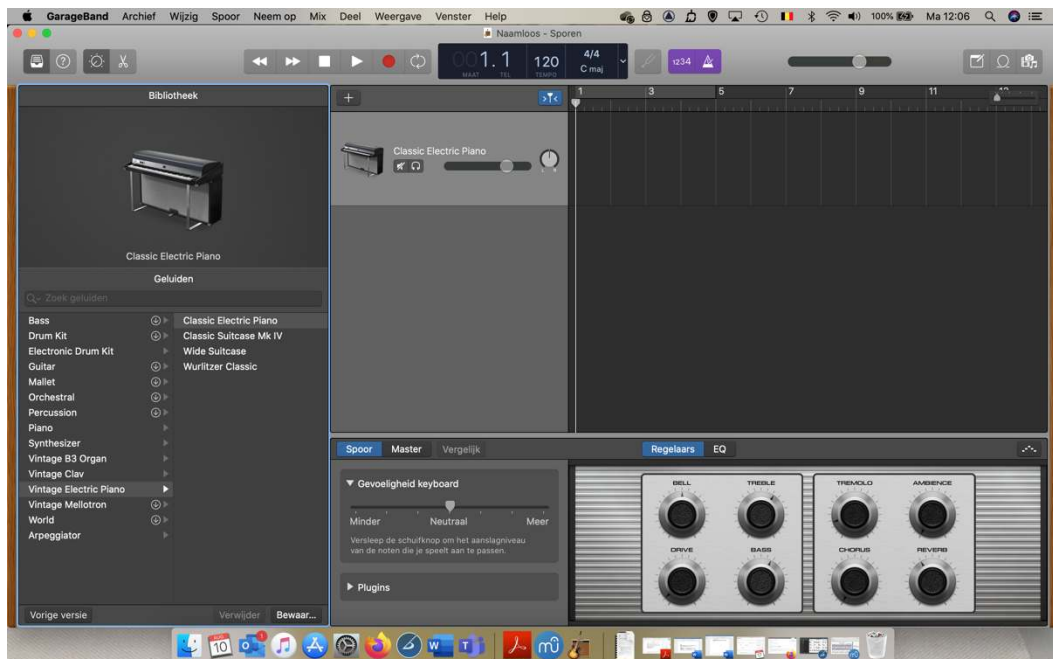 GarageBand Archief Wijzig Spoor Neem op Mix Deel Weergave Venster Help 100% Ma 12:06
Naamloos - Sporen
001.1 120 4/4 C maj
MAAT TEL TEMPO
1234
Bibliotheek
Classic Electric Piano
Geluiden
Zoek geluiden
Bass
Drum Kit
Electronic Drum Kit
Guitar
Mallet
Orchestral
Percussion
Piano
Synthesizer
Vintage B3 Organ
Vintage Clav
Vintage Electric Piano
Vintage Mellotron
World
Arpeggiator
Classic Electric Piano
Classic Suitcase Mk IV
Wide Suitcase
Wurlitzer Classic
Vorige versie Verwijder Bewaar...
1 3 5 7 9 11
Classic Electric Piano
Spoor Master Vergelijk
Regelaars EQ
Gevoeligheid keyboard
Minder Neutraal Meer
Versleep de schuifknop om het aanslagniveau
van de noten die je speelt aan te passen.
Plugins
BELL TREBLE TREMOLO AMBIENCE
DRIVE BASS CHORUS REVERB
10